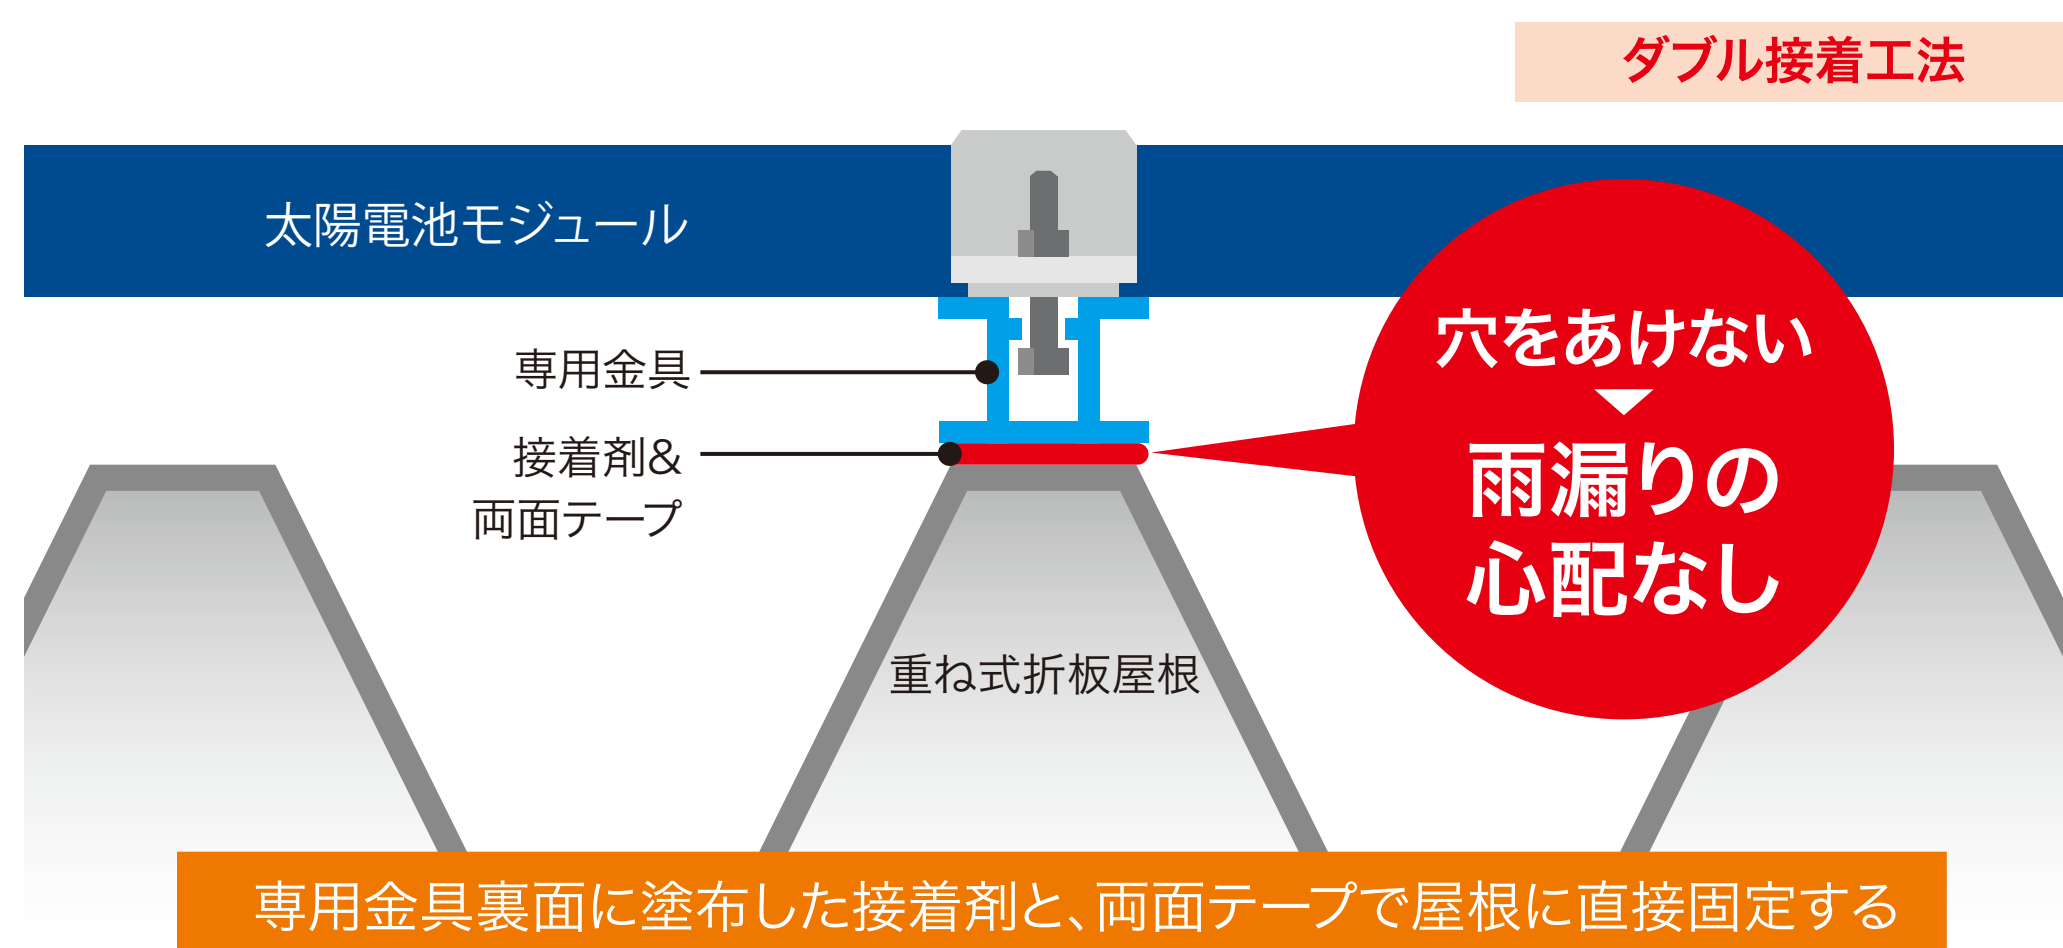 ダブル接着工法
太陽電池モジュール
穴をあけない
雨漏りの
心配なし
専用金具
接着剤&
両面テープ
重ね式折板屋根
専用金具裏面に塗布した接着剤と、両面テープで屋根に直接固定する